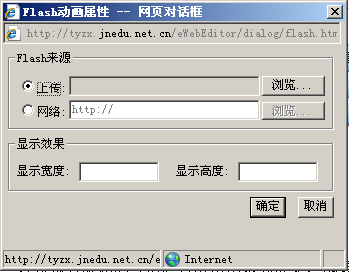 Flash动画属性 -- 网页对话框
http://tyzx.jnedu.net.cn/eWebEditor/dialog/flash.htm
Flash来源
上传: 浏览...
网络: http:// 浏览...
显示效果
显示宽度: 显示高度:
确定 取消
http://tyzx.jnedu.net.cn/e Internet